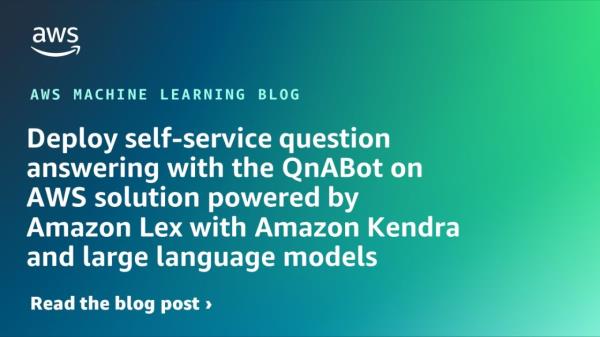 aws
AWS MACHINE LEARNING BLOG
Deploy self-service question
answering with the QnABot on
AWS solution powered by
Amazon Lex with Amazon Kendra
and large language models
Read the blog post ›